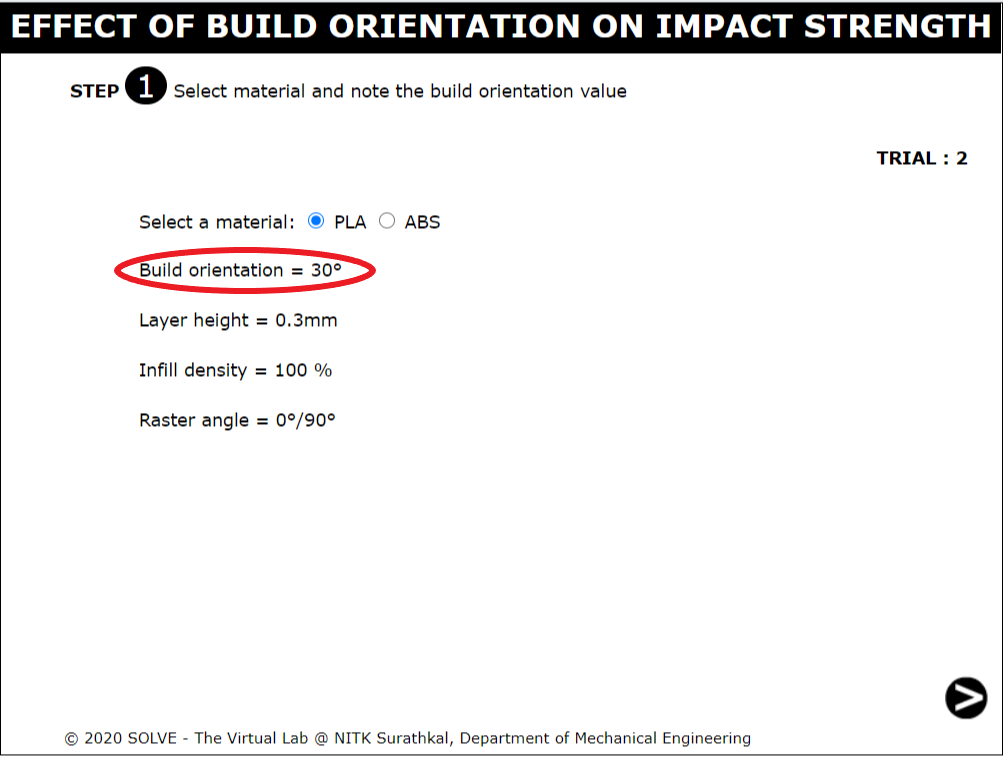 EFFECT OF BUILD ORIENTATION ON IMPACT STRENGTH
STEP 1 Select material and note the build orientation value
TRIAL : 2
Select a material: PLA ABS
Build orientation = 30°
Layer height = 0.3mm
Infill density = 100 %
Raster angle = 0°/90°
© 2020 SOLVE - The Virtual Lab @ NITK Surathkal, Department of Mechanical Engineering